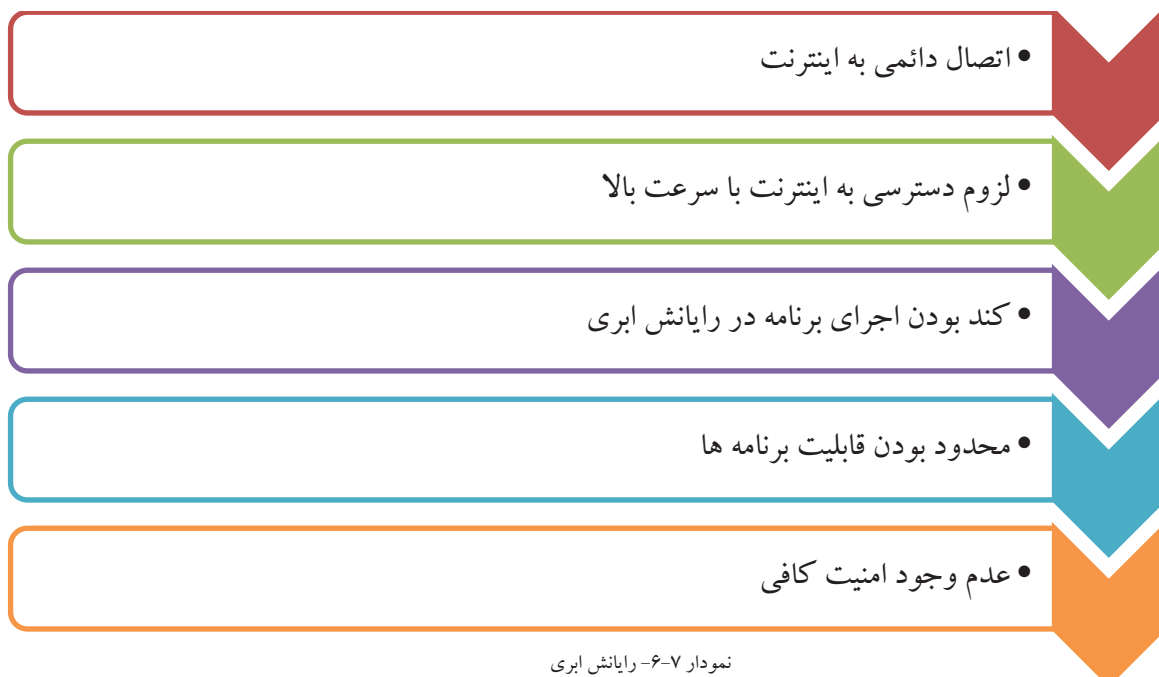 • اتصال دائمی به اینترنت
• لزوم دسترسی به اینترنت با سرعت بالا
• کند بودن اجرای برنامه در رایانش ابری
• محدود بودن قابلیت برنامه ها
• عدم وجود امنیت کافی
نمودار ۷-۶- رایانش ابری